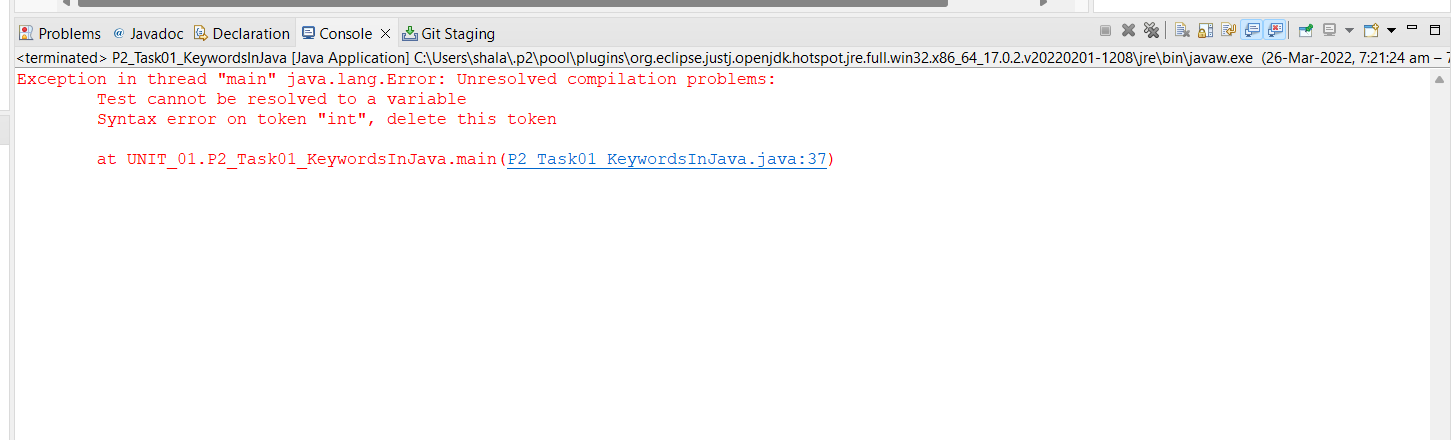 Problems @ Javadoc Declaration Console Git Staging
<terminated> P2_Task01_KeywordsInJava [Java Application] C:\Users\shala\.p2\pool\plugins\org.eclipse.justj.openjdk.hotspot.jre.full.win32.x86_64_17.0.2.v20220201-1208\jre\bin\javaw.exe (26-Mar-2022, 7:21:24 am – 7
Exception in thread "main" java.lang.Error: Unresolved compilation problems:
Test cannot be resolved to a variable
Syntax error on token "int", delete this token
at UNIT_01.P2_Task01_KeywordsInJava.main(P2_Task01_KeywordsInJava.java:37)